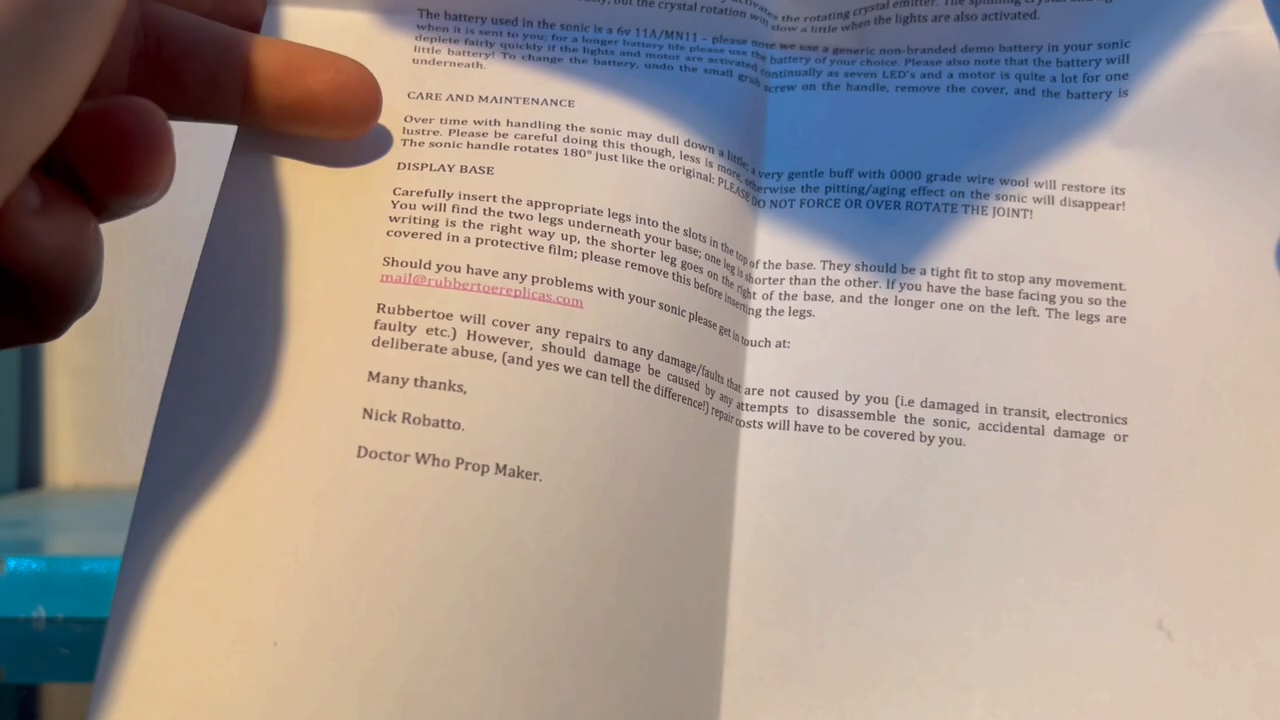 but the crystal rotation will slow a little when the lights are also activated.
The battery used in the sonic is a 6v 11A/MN11 – please note we use a generic non-branded demo battery in your sonic
when it is sent to you; for a longer battery life please use the battery of your choice. Please also note that the battery will
deplete fairly quickly if the lights and motor are activated continually as seven LED's and a motor is quite a lot for one
little battery! To change the battery, undo the small grub screw on the handle, remove the cover, and the battery is
underneath.
CARE AND MAINTENANCE
Over time with handling the sonic may dull down a little; a very gentle buff with 0000 grade wire wool will restore its
lustre. Please be careful doing this though, less is more, otherwise the pitting/aging effect on the sonic will disappear!
The sonic handle rotates 180° just like the original: PLEASE DO NOT FORCE OR OVER ROTATE THE JOINT!
DISPLAY BASE
Carefully insert the appropriate legs into the slots in the top of the base. They should be a tight fit to stop any movement.
You will find the two legs underneath your base; one leg is shorter than the other. If you have the base facing you so the
writing is the right way up, the shorter leg goes on the right of the base, and the longer one on the left. The legs are
covered in a protective film; please remove this before inserting the legs.
Should you have any problems with your sonic please get in touch at:
mail@rubbertoereplicas.com
Rubbertoe will cover any repairs to any damage/faults that are not caused by you (i.e damaged in transit, electronics
faulty etc.) However, should damage be caused by any attempts to disassemble the sonic, accidental damage or
deliberate abuse, (and yes we can tell the difference!) repair costs will have to be covered by you.
Many thanks,
Nick Robatto.
Doctor Who Prop Maker.